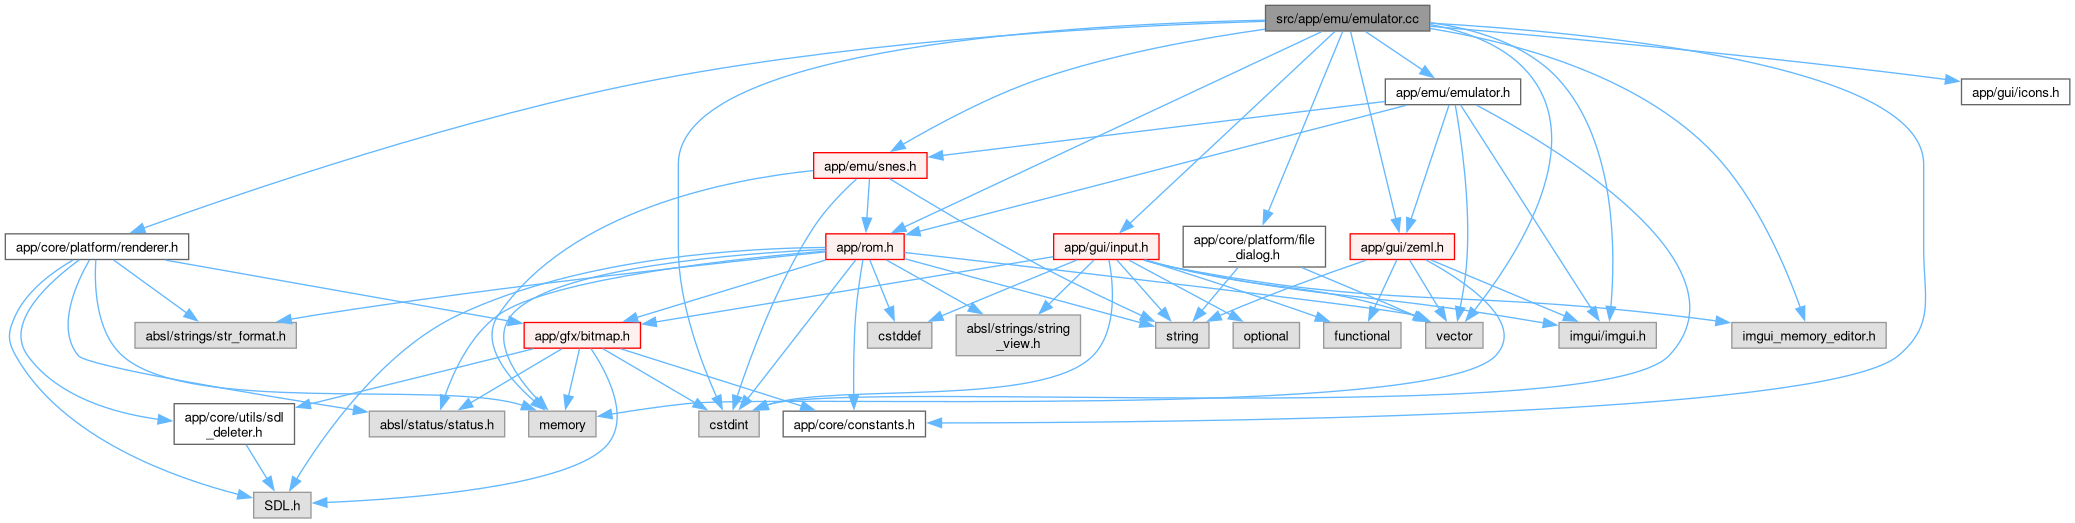 src/app/emu/emulator.cc
app/emu/emulator.h
app/gui/icons.h
app/emu/snes.h
app/core/platform/renderer.h
app/rom.h
app/gui/input.h
app/core/platform/file
_dialog.h
app/gui/zeml.h
absl/strings/str_format.h
app/gfx/bitmap.h
cstddef
absl/strings/string
_view.h
string
optional
functional
vector
imgui/imgui.h
imgui_memory_editor.h
app/core/utils/sdl
_deleter.h
absl/status/status.h
memory
cstdint
app/core/constants.h
SDL.h